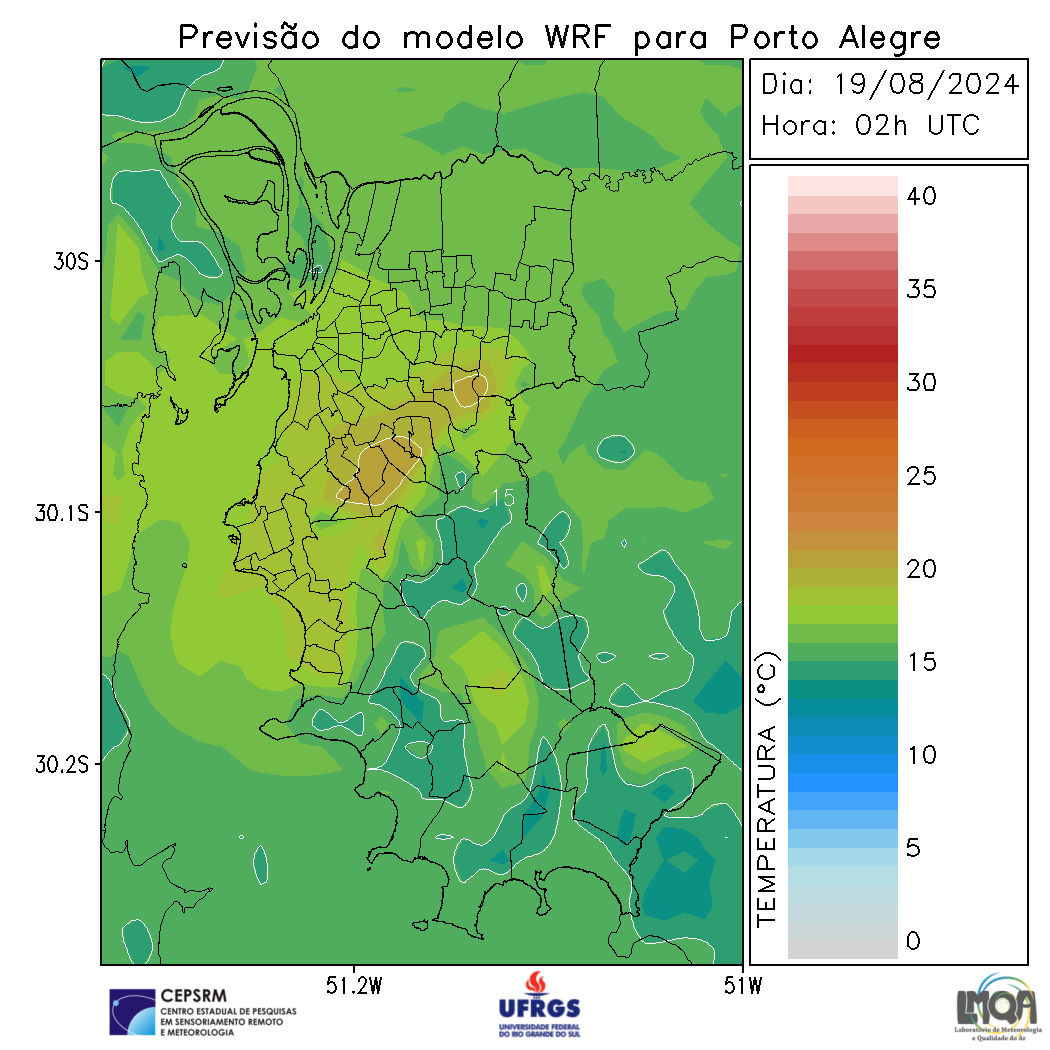 Previsão do modelo WRF para Porto Alegre
Dia: 19/08/2024
Hora: 02h UTC
30S
30.1S
30.2S
51.2W
51W
15
TEMPERATURA (°C)
40
35
30
25
20
15
10
5
0
CEPSRM
CENTRO ESTADUAL DE PESQUISAS
EM SENSORIAMENTO REMOTO
E METEOROLOGIA
UFRGS
UNIVERSIDADE FEDERAL
DO RIO GRANDE DO SUL
LMQA
Laboratório de Meteorologia
e Qualidade do Ar